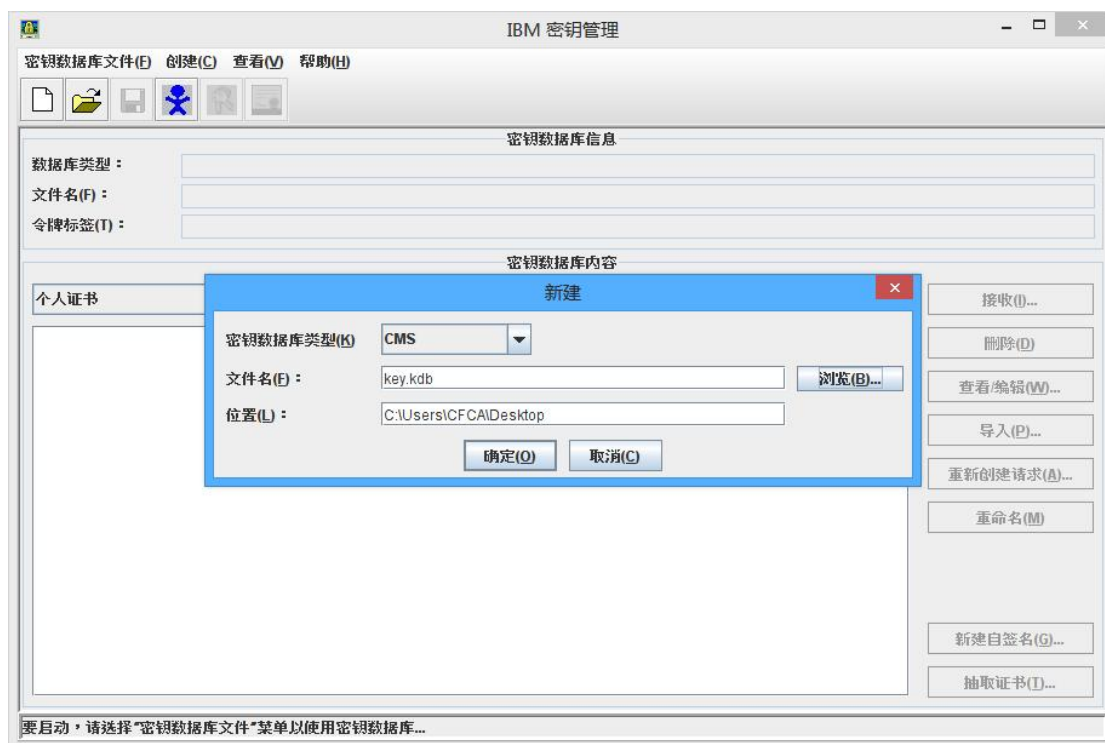 IBM 密钥管理
密钥数据库文件(F) 创建(C) 查看(V) 帮助(H)
密钥数据库信息
数据库类型：
文件名(F)：
令牌标签(T)：
密钥数据库内容
个人证书
新建
密钥数据库类型(K) CMS
文件名(F)： key.kdb 浏览(B)...
位置(L)： C:\Users\CFCA\Desktop
确定(O) 取消(C)
接收(I)...
删除(D)
查看/编辑(W)...
导入(P)...
重新创建请求(A)...
重命名(M)
新建自签名(G)...
抽取证书(T)...
要启动，请选择“密钥数据库文件”菜单以使用密钥数据库...